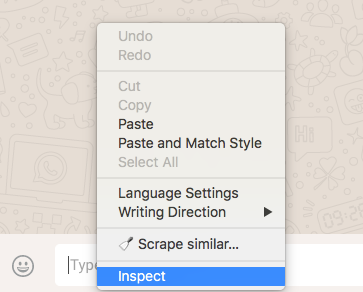 Undo
Redo
Cut
Copy
Paste
Paste and Match Style
Select All
Language Settings
Writing Direction
Scrape similar...
Inspect
Type
Hi